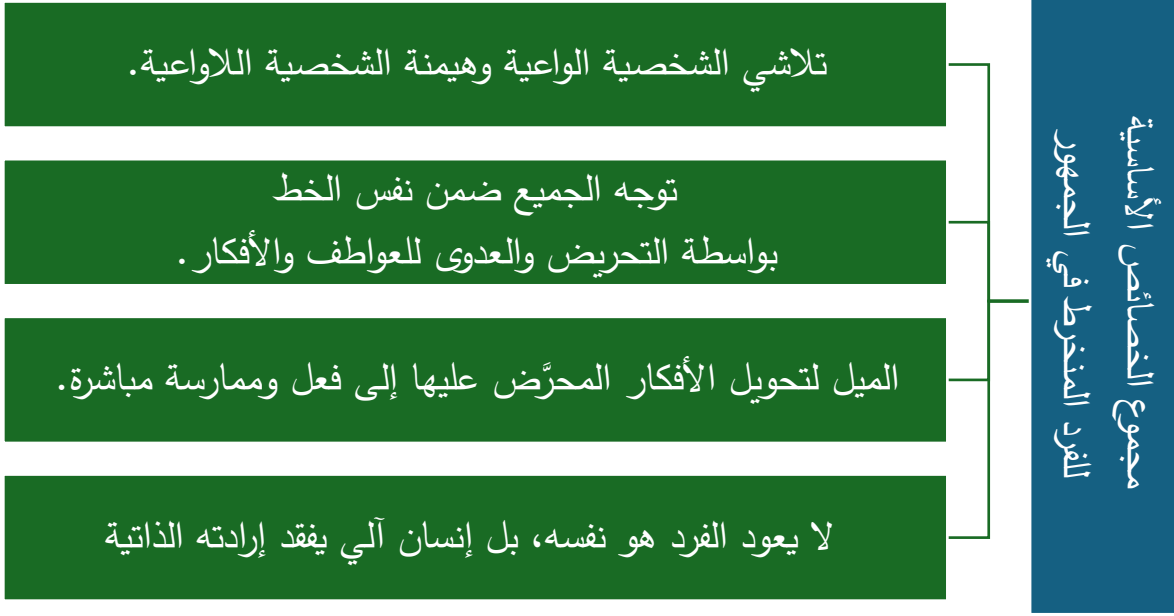 مجموع الخصائص الأساسية
للفرد المنخرط في الجمهور
تلاشي الشخصية الواعية وهيمنة الشخصية اللاواعية.
توجه الجميع ضمن نفس الخط
بواسطة التحريض والعدوى للعواطف والأفكار.
الميل لتحويل الأفكار المحرَّض عليها إلى فعل وممارسة مباشرة.
لا يعود الفرد هو نفسه، بل إنسان آلي يفقد إرادته الذاتية